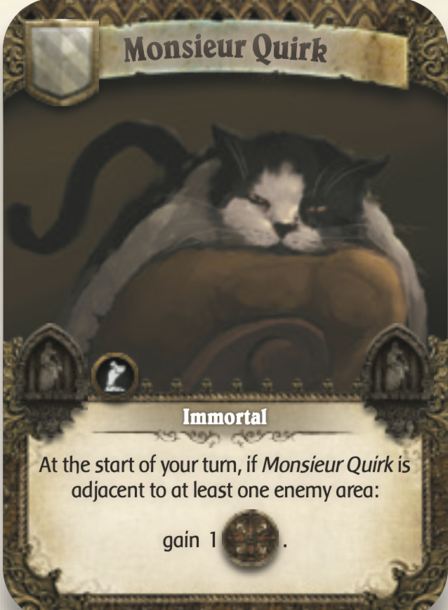 Monsieur Quirk
Immortal
At the start of your turn, if Monsieur Quirk is
adjacent to at least one enemy area:
gain 1 .